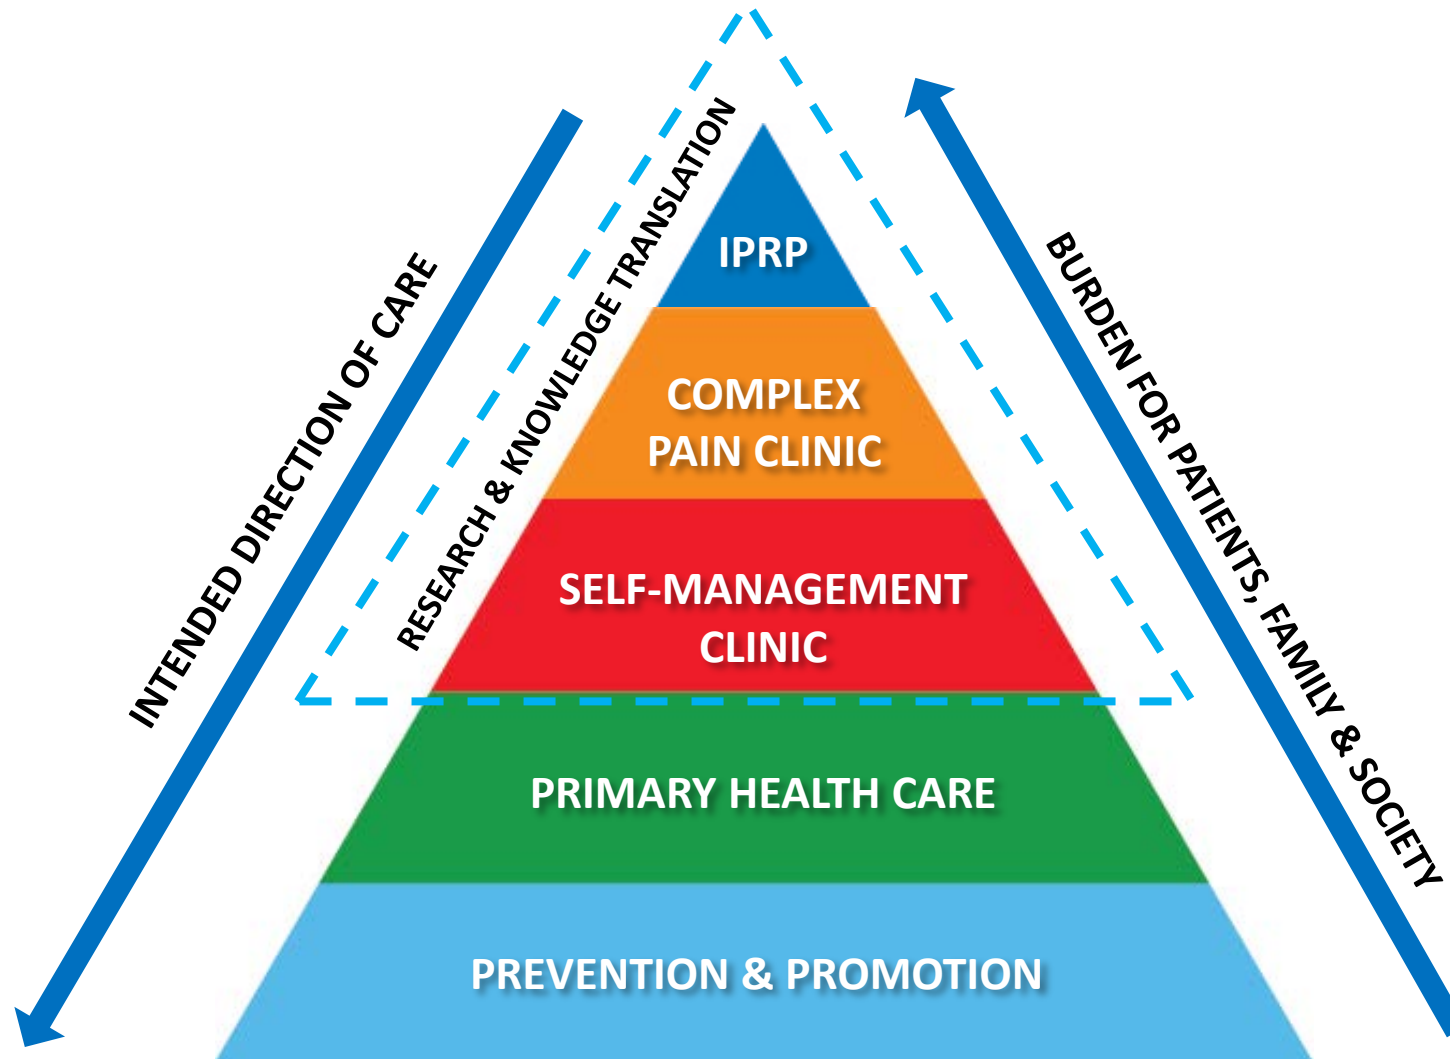 INTENDED DIRECTION OF CARE
RESEARCH & KNOWLEDGE TRANSLATION
BURDEN FOR PATIENTS, FAMILY & SOCIETY
IPRP
COMPLEX
PAIN CLINIC
SELF-MANAGEMENT
CLINIC
PRIMARY HEALTH CARE
PREVENTION & PROMOTION